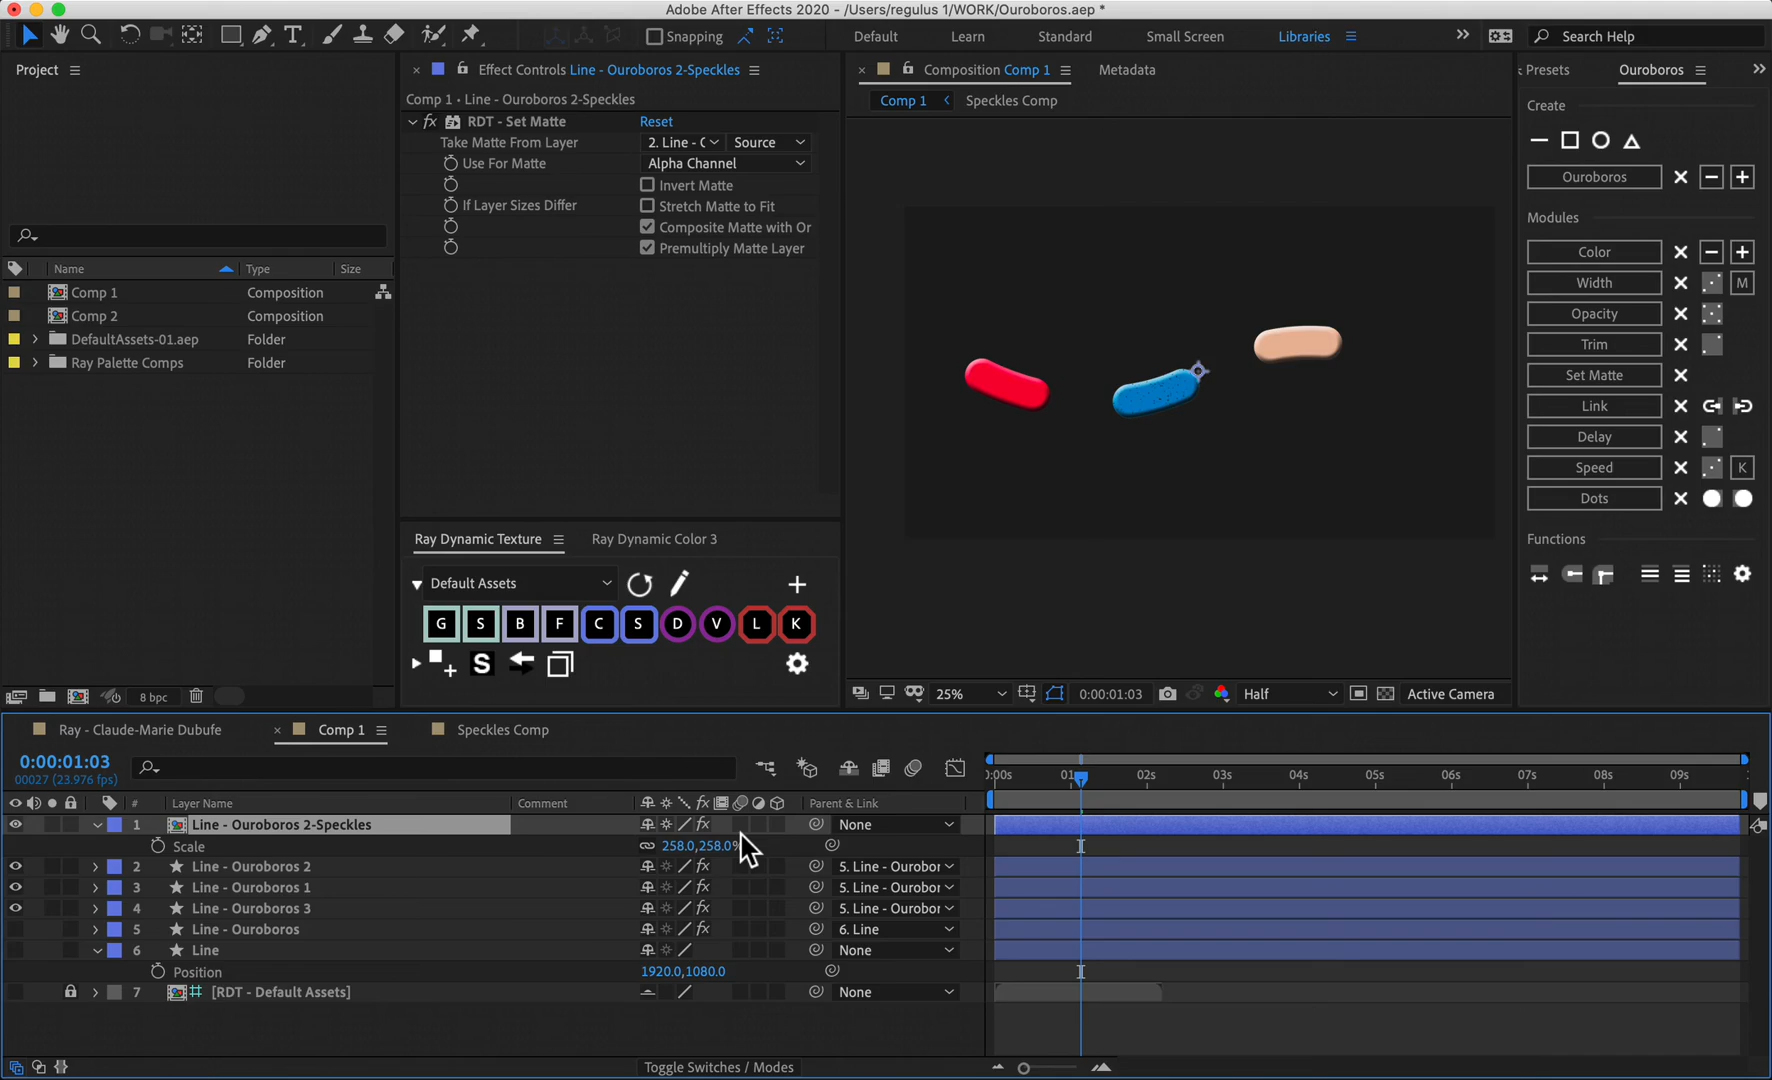 Adobe After Effects 2020 - /Users/regulus 1/WORK/Ouroboros.aep *
Snapping
Default
Learn
Standard
Small Screen
Libraries
Search Help
Project
Effect Controls Line - Ouroboros 2-Speckles
Comp 1 • Line - Ouroboros 2-Speckles
fx RDT - Set Matte Reset
Take Matte From Layer 2. Line - Source
Use For Matte Alpha Channel
Invert Matte
If Layer Sizes Differ Stretch Matte to Fit
Composite Matte with Or
Premultiply Matte Layer
Name Type Size
Comp 1 Composition
Comp 2 Composition
DefaultAssets-01.aep Folder
Ray Palette Comps Folder
8 bpc
Ray Dynamic Texture Ray Dynamic Color 3
Default Assets
G S B F C S D V L K
S
Composition Comp 1 Metadata
Comp 1 Speckles Comp
25% 0:00:01:03 Half Active Camera
Presets Ouroboros
Create
Ouroboros
Modules
Color
Width M
Opacity
Trim
Set Matte
Link
Delay
Speed K
Dots
Functions
Ray - Claude-Marie Dubufe Comp 1 Speckles Comp
0:00:01:03
00027 (23.976 fps)
):00s 01 02s 03s 04s 05s 06s 07s 08s 09s
# Layer Name Comment fx Parent & Link
1 Line - Ouroboros 2-Speckles fx None
Scale 258.0,258.0%
2 Line - Ouroboros 2 fx 5. Line - Ourobor
3 Line - Ouroboros 1 fx 5. Line - Ourobor
4 Line - Ouroboros 3 fx 5. Line - Ourobor
5 Line - Ouroboros fx 6. Line
6 Line None
Position 1920.0,1080.0
7 [RDT - Default Assets] None
Toggle Switches / Modes